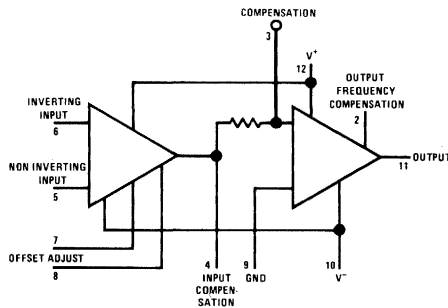 COMPENSATION
3
V+
12
OUTPUT
FREQUENCY
COMPENSATION
2
INVERTING
INPUT
6
NON INVERTING
INPUT
5
OUTPUT
11
7
OFFSET ADJUST
8
4 INPUT
COMPEN-
SATION
9
GND
10
V-